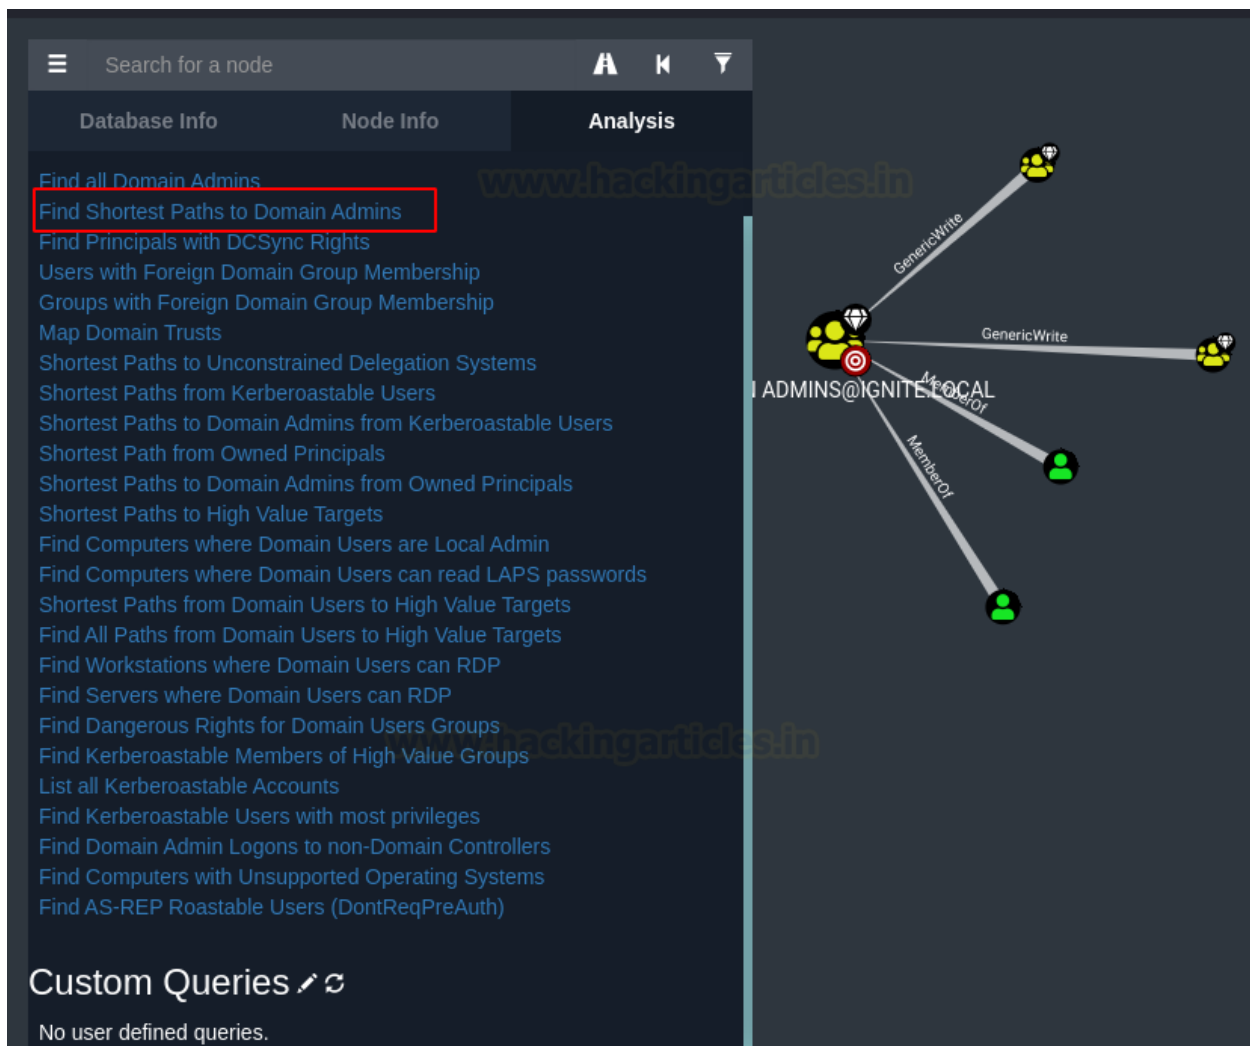 Search for a node
Database Info
Node Info
Analysis
www.hackingarticles.in
Find all Domain Admins
Find Shortest Paths to Domain Admins
Find Principals with DCSync Rights
Users with Foreign Domain Group Membership
Groups with Foreign Domain Group Membership
Map Domain Trusts
Shortest Paths to Unconstrained Delegation Systems
Shortest Paths from Kerberoastable Users
Shortest Paths to Domain Admins from Kerberoastable Users
Shortest Path from Owned Principals
Shortest Paths to Domain Admins from Owned Principals
Shortest Paths to High Value Targets
Find Computers where Domain Users are Local Admin
Find Computers where Domain Users can read LAPS passwords
Shortest Paths from Domain Users to High Value Targets
Find All Paths from Domain Users to High Value Targets
Find Workstations where Domain Users can RDP
Find Servers where Domain Users can RDP
Find Dangerous Rights for Domain Users Groups
www.hackingarticles.in
Find Kerberoastable Members of High Value Groups
List all Kerberoastable Accounts
Find Kerberoastable Users with most privileges
Find Domain Admin Logons to non-Domain Controllers
Find Computers with Unsupported Operating Systems
Find AS-REP Roastable Users (DontReqPreAuth)
Custom Queries
No user defined queries.
GenericWrite
GenericWrite
ADMINS@IGNITE.LOCAL
MemberOf
MemberOf